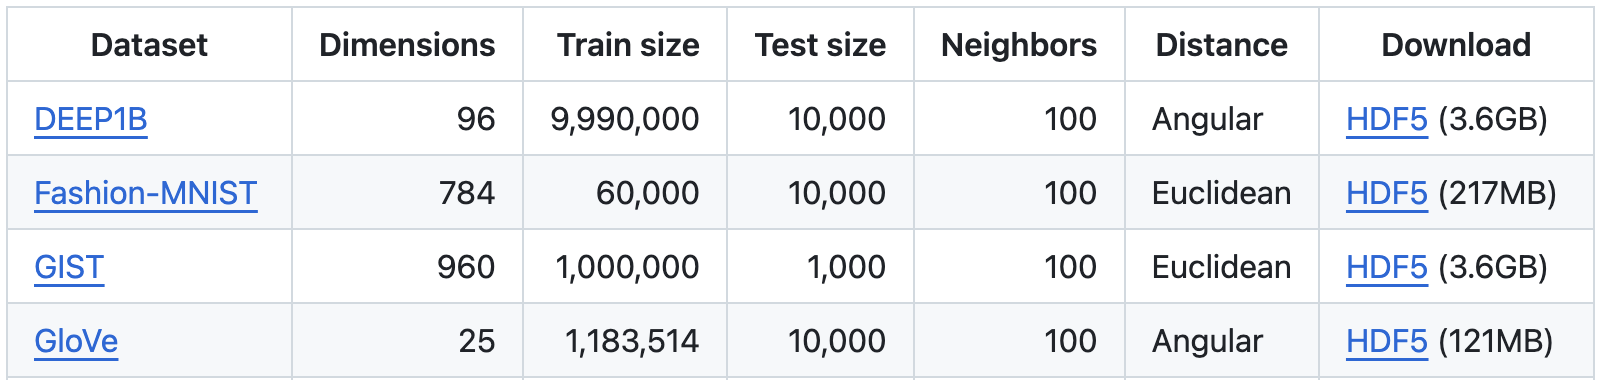 Dataset Dimensions Train size Test size Neighbors Distance Download
DEEP1B 96 9,990,000 10,000 100 Angular HDF5 (3.6GB)
Fashion-MNIST 784 60,000 10,000 100 Euclidean HDF5 (217MB)
GIST 960 1,000,000 1,000 100 Euclidean HDF5 (3.6GB)
GloVe 25 1,183,514 10,000 100 Angular HDF5 (121MB)